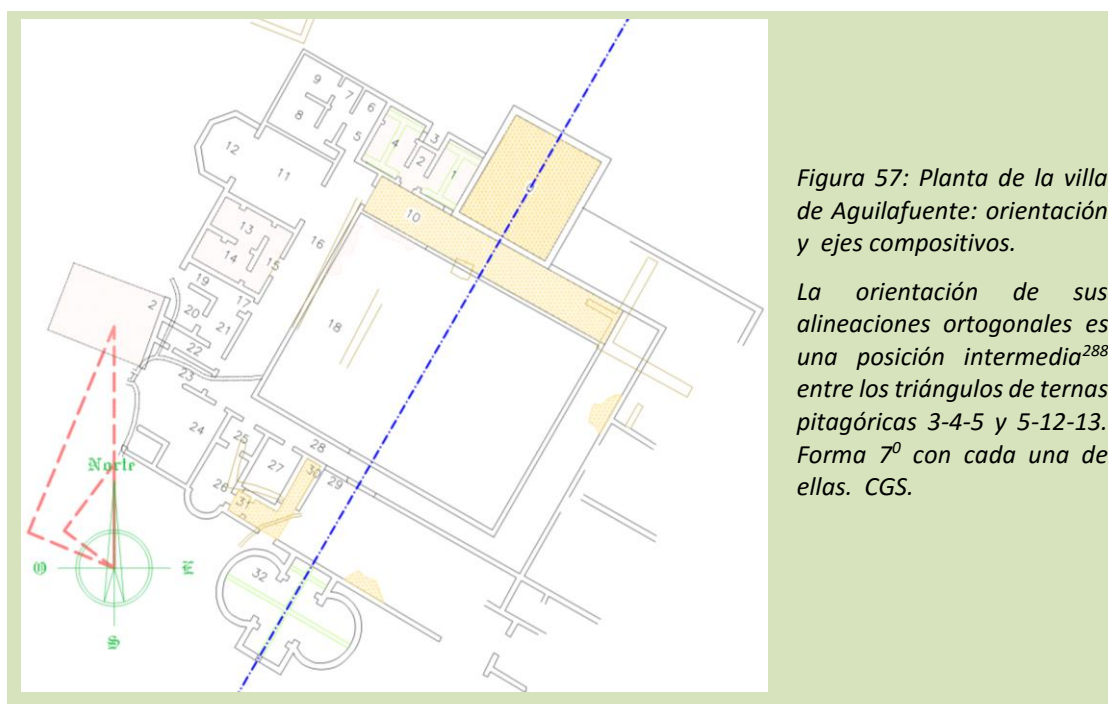 9
7
6
8
5
4
3
2
1
12
11
10
13
16
14
15
19
17
18
2
20
21
22
23
24
25
28
27
30
29
26
31
32
Norte
O
E
S
Figura 57: Planta de la villa
de Aguilafuente: orientación
y ejes compositivos.
La orientación de sus
alineaciones ortogonales es
una posición intermedia²⁸⁸
entre los triángulos de ternas
pitagóricas 3-4-5 y 5-12-13.
Forma 7⁰ con cada una de
ellas. CGS.